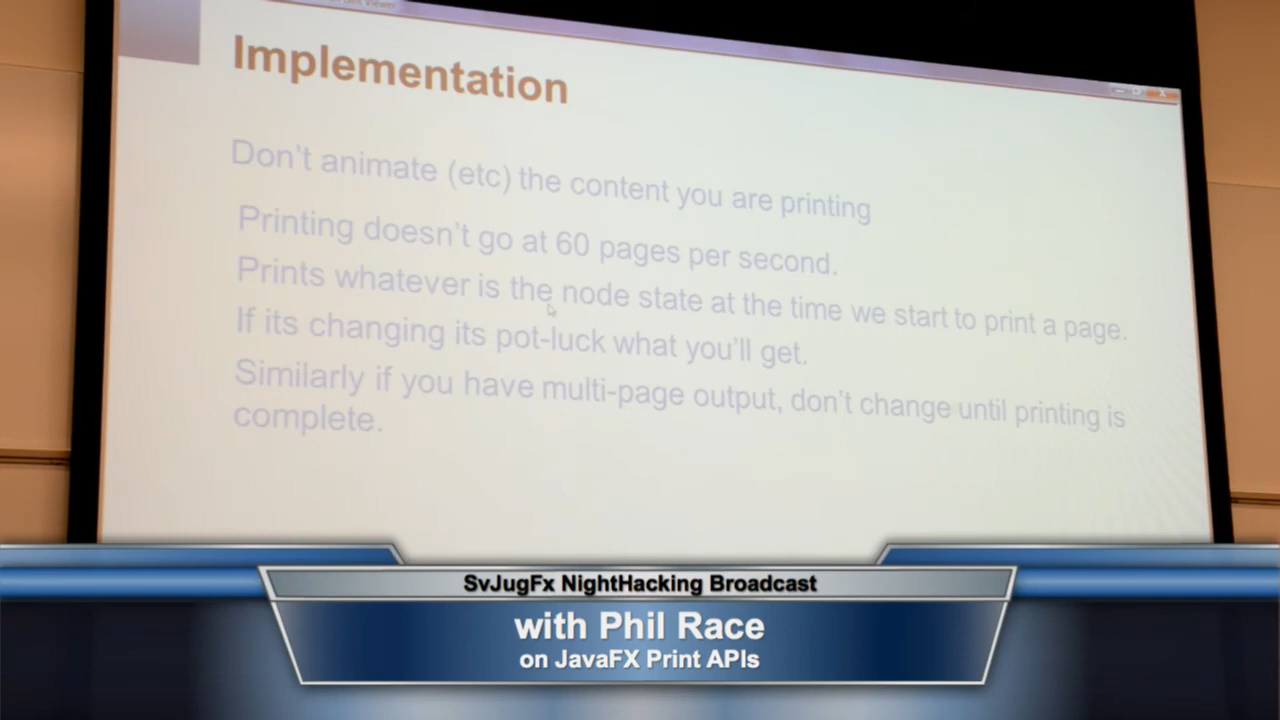 Viewer
Implementation
Don't animate (etc) the content you are printing
Printing doesn't go at 60 pages per second.
Prints whatever is the node state at the time we start to print a page.
If its changing its pot-luck what you'll get.
Similarly if you have multi-page output, don't change until printing is
complete.
SvJugFx NightHacking Broadcast
with Phil Race
on JavaFX Print APIs